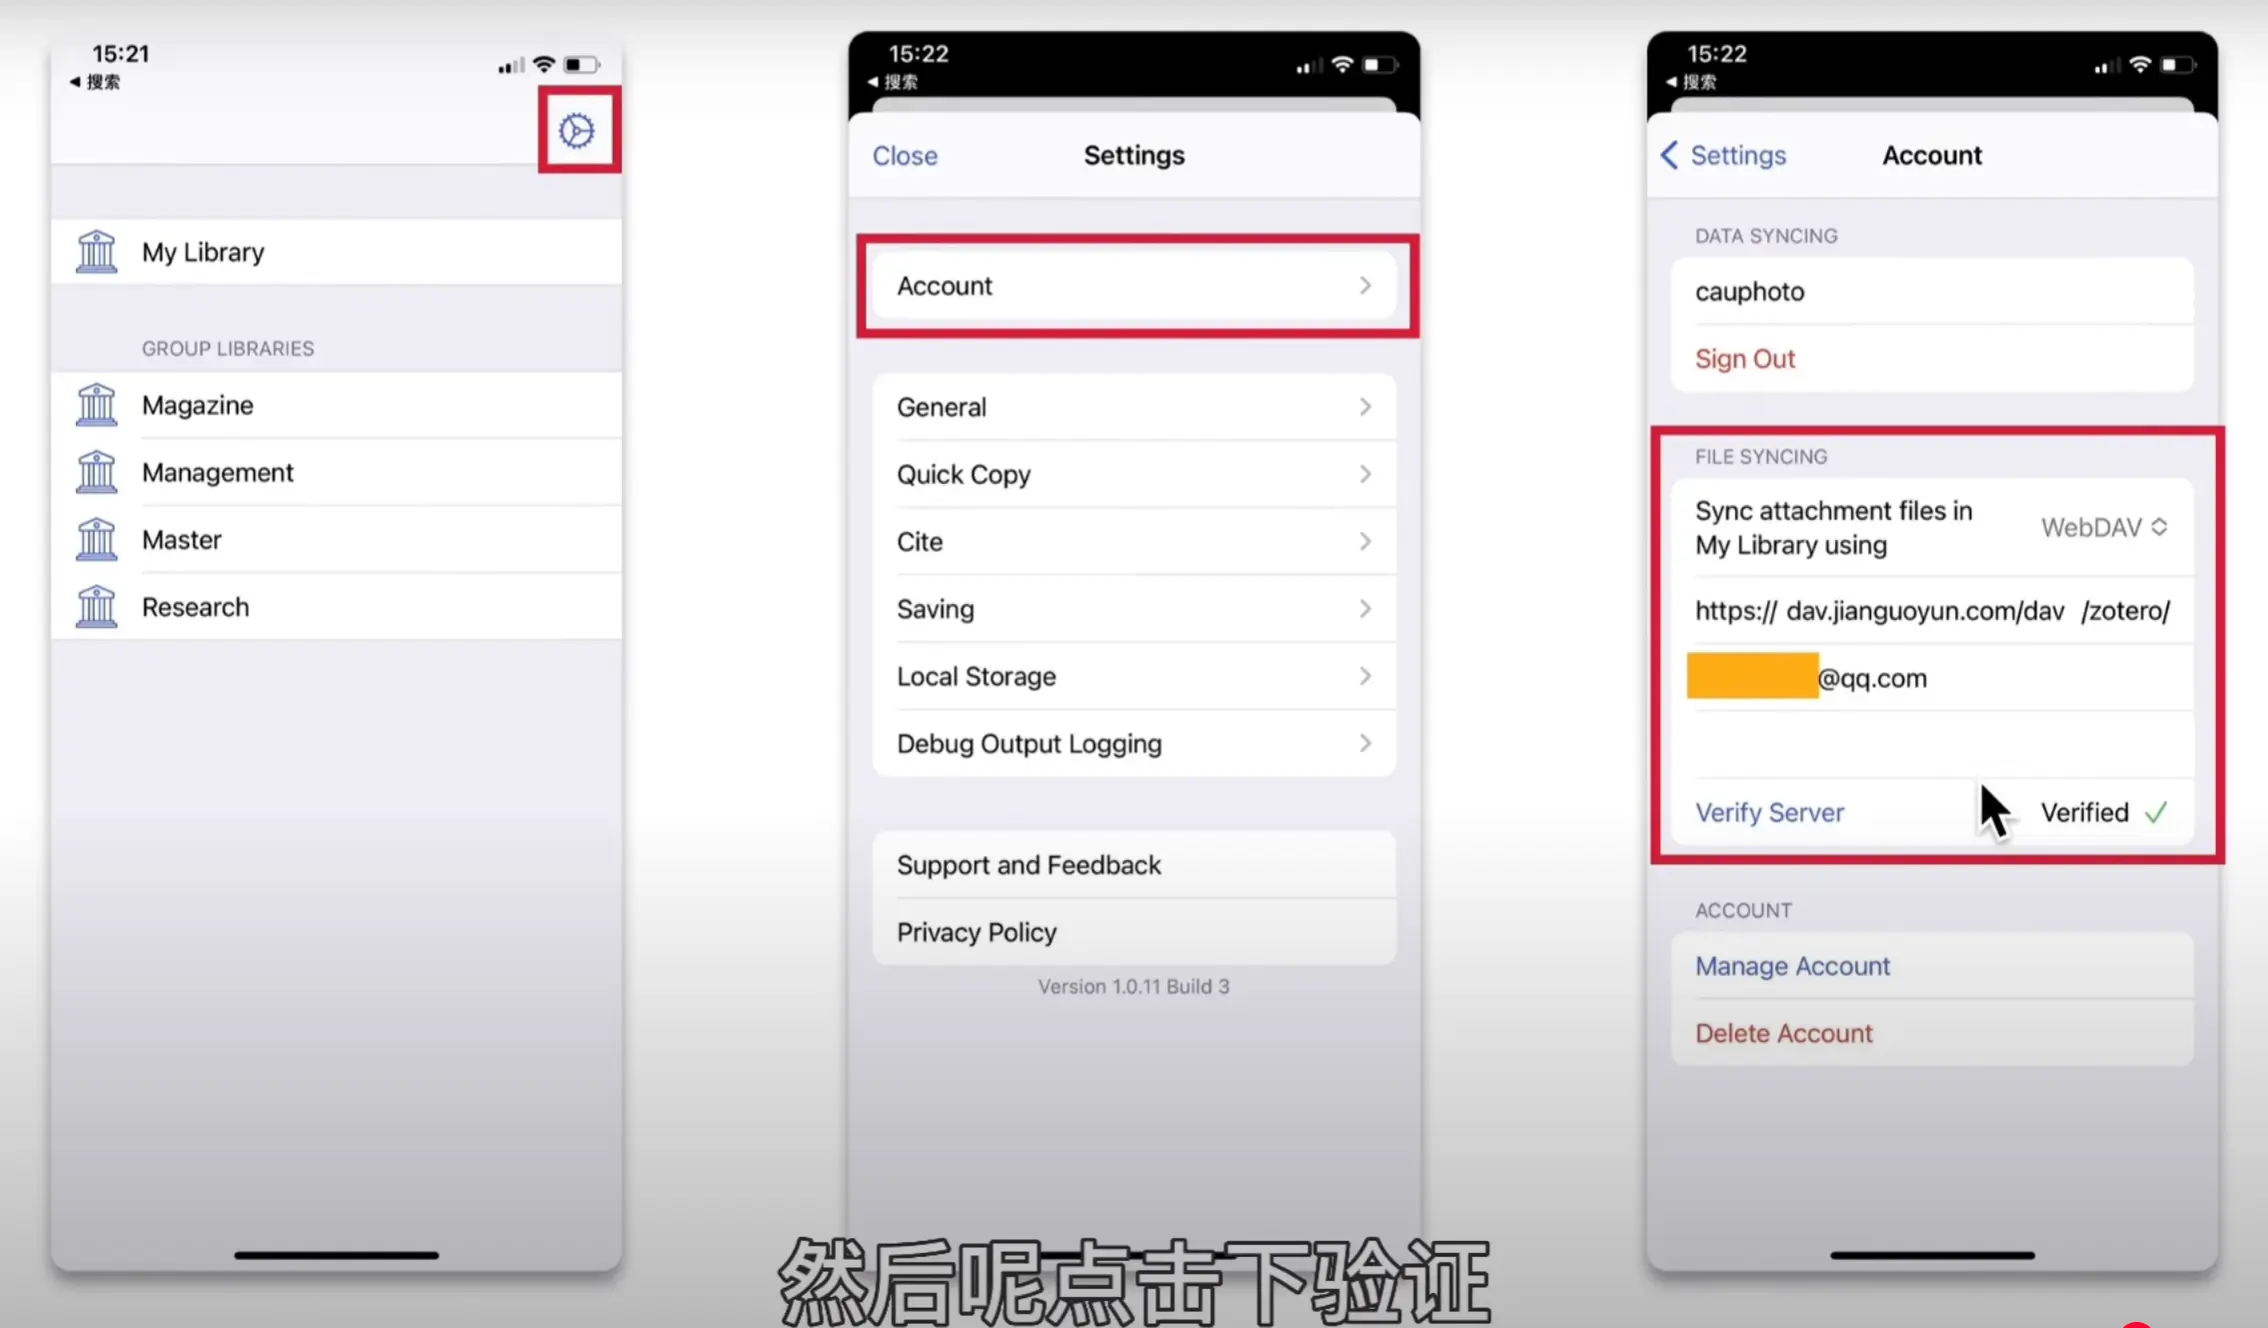 15:21
◀ 搜索
My Library
GROUP LIBRARIES
Magazine
Management
Master
Research
15:22
◀ 搜索
Close
Settings
Account
General
Quick Copy
Cite
Saving
Local Storage
Debug Output Logging
Support and Feedback
Privacy Policy
Version 1.0.11 Build 3
15:22
◀ 搜索
Settings
Account
DATA SYNCING
cauphoto
Sign Out
FILE SYNCING
Sync attachment files in
My Library using
WebDAV
https:// dav.jianguoyun.com/dav /zotero/
@qq.com
Verify Server
Verified ✓
ACCOUNT
Manage Account
Delete Account
然后呢点击下验证